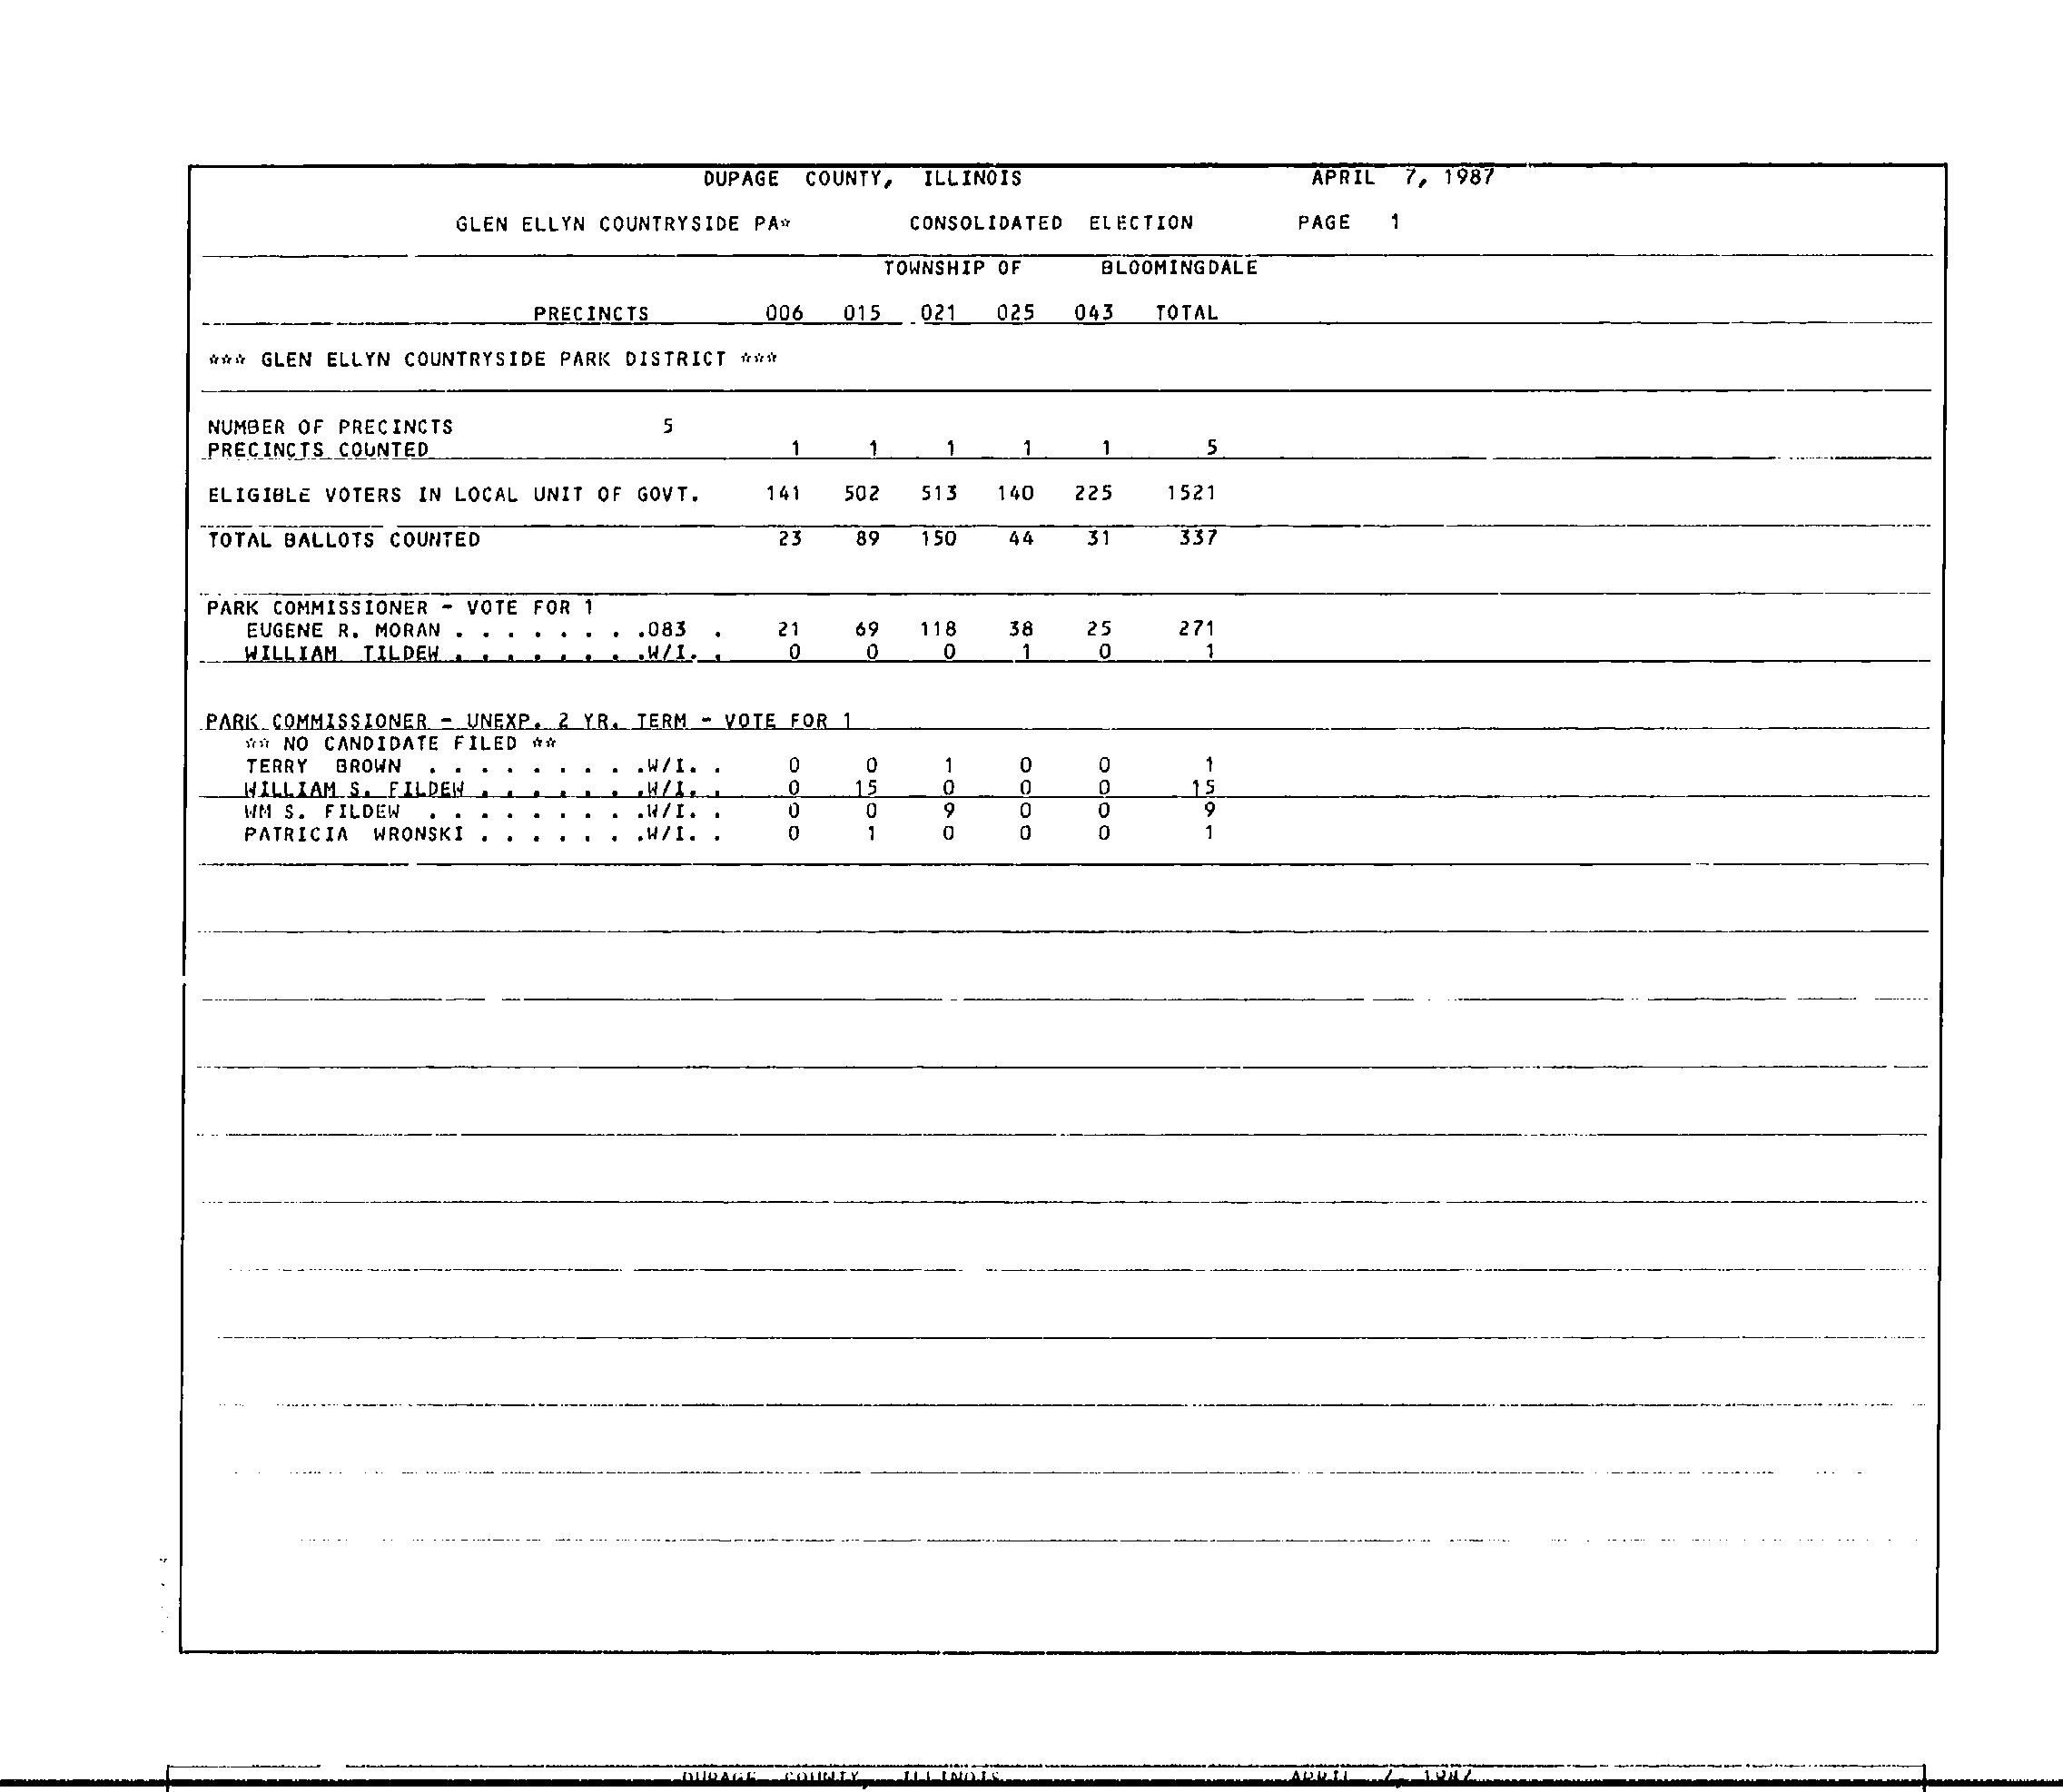 DUPAGE COUNTY, ILLINOIS APRIL 7, 1987
GLEN ELLYN COUNTRYSIDE PA* CONSOLIDATED ELECTION PAGE 1
TOWNSHIP OF BLOOMINGDALE
PRECINCTS 006 015 021 025 043 TOTAL
*** GLEN ELLYN COUNTRYSIDE PARK DISTRICT ***
NUMBER OF PRECINCTS 5
PRECINCTS COUNTED 1 1 1 1 1 5
ELIGIBLE VOTERS IN LOCAL UNIT OF GOVT. 141 502 513 140 225 1521
TOTAL BALLOTS COUNTED 23 89 150 44 31 337
PARK COMMISSIONER - VOTE FOR 1
EUGENE R. MORAN . . . . . . . .083 . 21 69 118 38 25 271
WILLIAM TILDEW . . . . . . . .W/I. . 0 0 0 1 0 1
PARK COMMISSIONER - UNEXP. 2 YR. TERM - VOTE FOR 1
** NO CANDIDATE FILED **
TERRY BROWN . . . . . . . . .W/I. . 0 0 1 0 0 1
WILLIAM S. FILDEW . . . . . . .W/I. . 0 15 0 0 0 15
WM S. FILDEW . . . . . . . . .W/I. . 0 0 9 0 0 9
PATRICIA WRONSKI . . . . . . .W/I. . 0 1 0 0 0 1
DUPAGE COUNTY, ILLINOIS APRIL 7, 1987